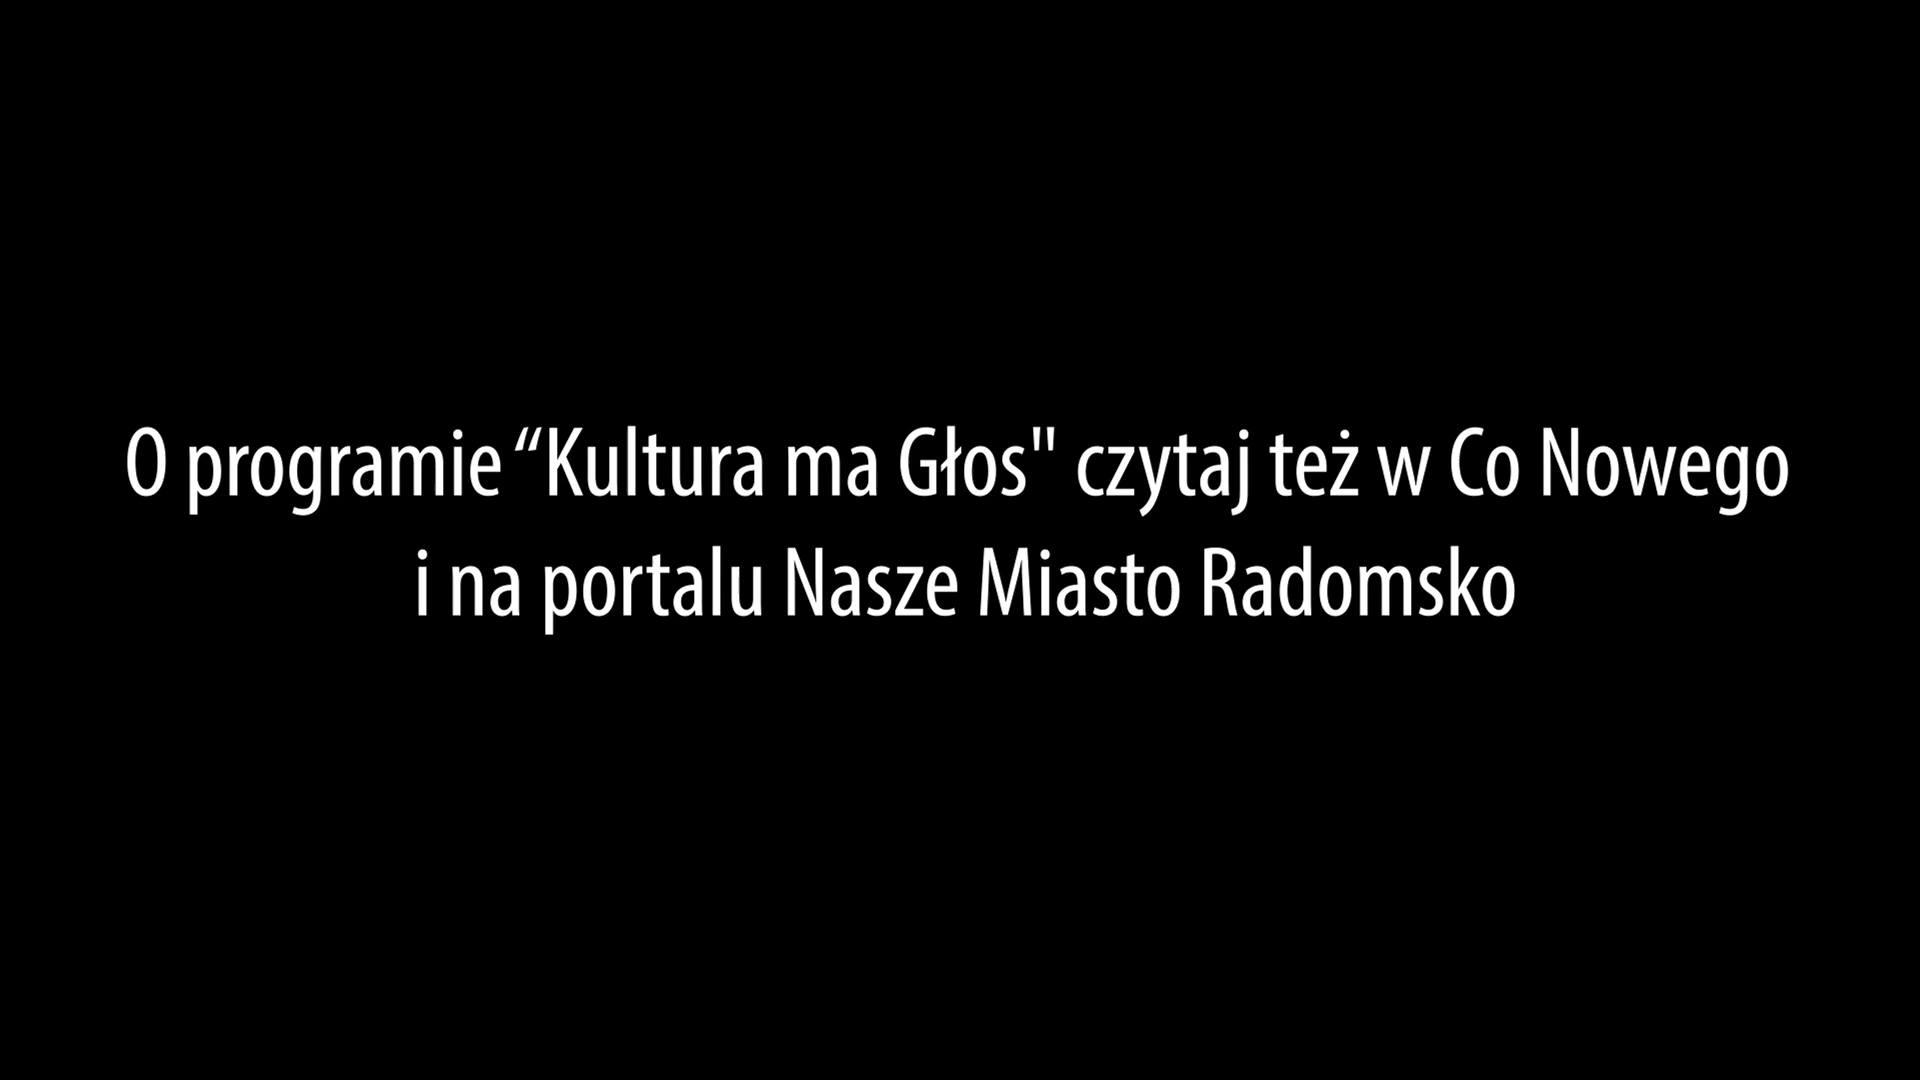 O programie “Kultura ma Głos" czytaj też w Co Nowego
i na portalu Nasze Miasto Radomsko